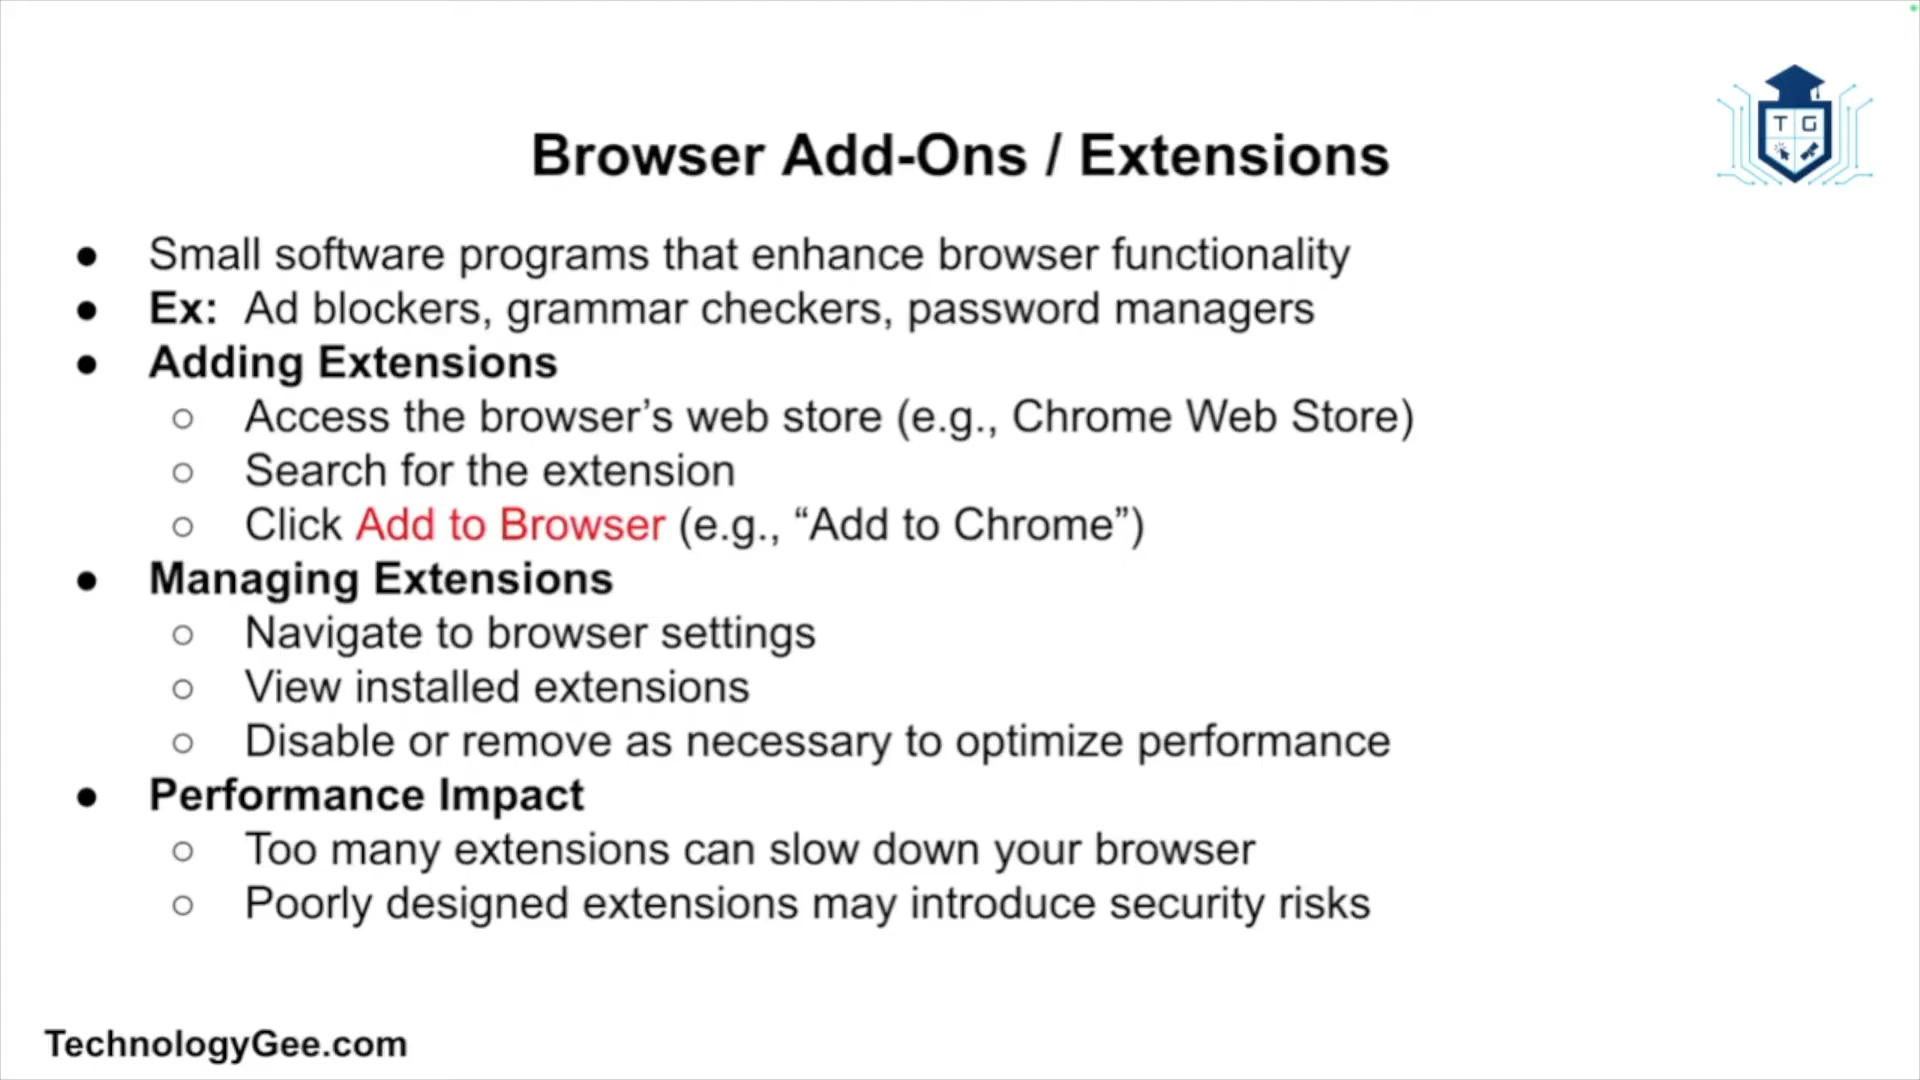 T G
Browser Add-Ons / Extensions
● Small software programs that enhance browser functionality
● Ex: Ad blockers, grammar checkers, password managers
● Adding Extensions
○ Access the browser’s web store (e.g., Chrome Web Store)
○ Search for the extension
○ Click Add to Browser (e.g., “Add to Chrome”)
● Managing Extensions
○ Navigate to browser settings
○ View installed extensions
○ Disable or remove as necessary to optimize performance
● Performance Impact
○ Too many extensions can slow down your browser
○ Poorly designed extensions may introduce security risks
TechnologyGee.com